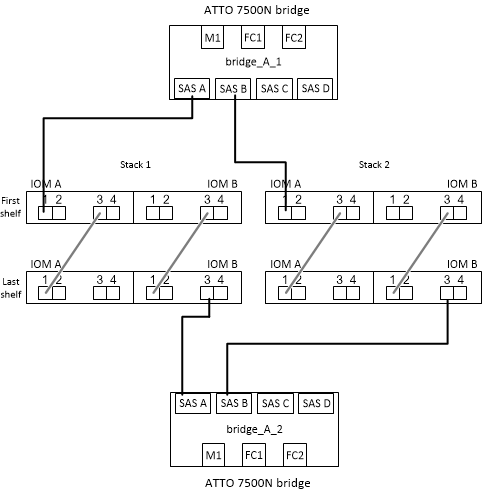 ATTO 7500N bridge
M1 FC1 FC2
bridge_A_1
SAS A SAS B SAS C SAS D
Stack 1 Stack 2
IOM A IOM B IOM A IOM B
First shelf
1 2 3 4 1 2 3 4 1 2 3 4 1 2 3 4
IOM A IOM B IOM A IOM B
Last shelf
1 2 3 4 1 2 3 4 1 2 3 4 1 2 3 4
SAS A SAS B SAS C SAS D
bridge_A_2
M1 FC1 FC2
ATTO 7500N bridge